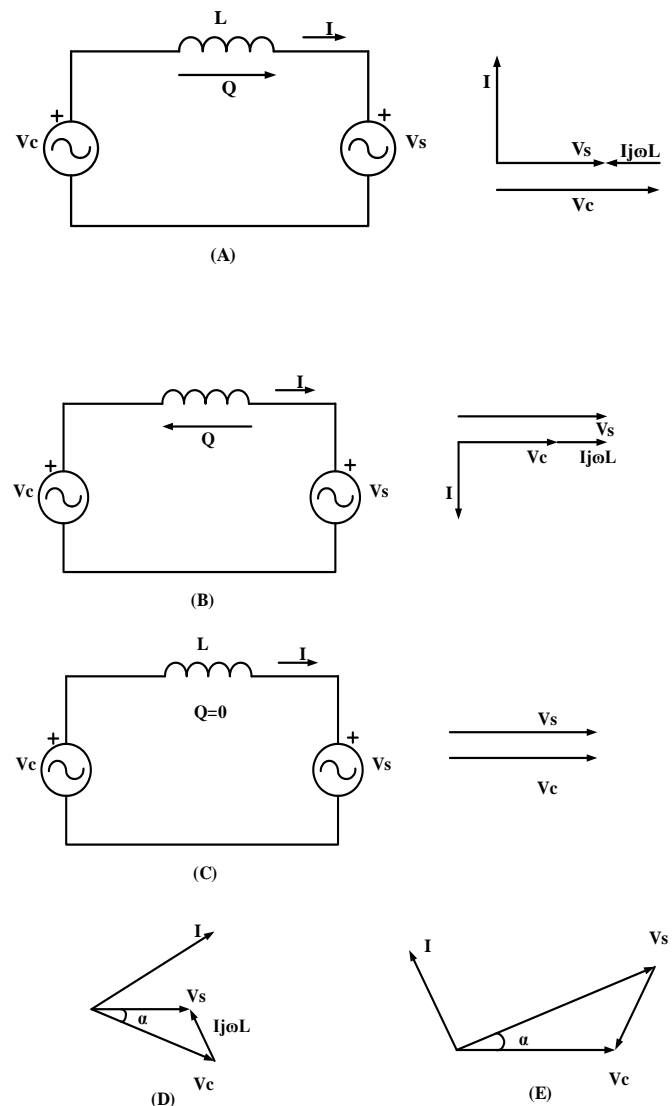 L
I
Q
+
+
Vc
Vs
(A)
I
Vs
IjωL
Vc
I
Q
+
+
Vc
Vs
(B)
Vs
Vc
IjωL
I
L
I
Q=0
+
+
Vc
Vs
(C)
Vs
Vc
I
Vs
α
IjωL
Vc
(D)
I
Vs
α
Vc
(E)